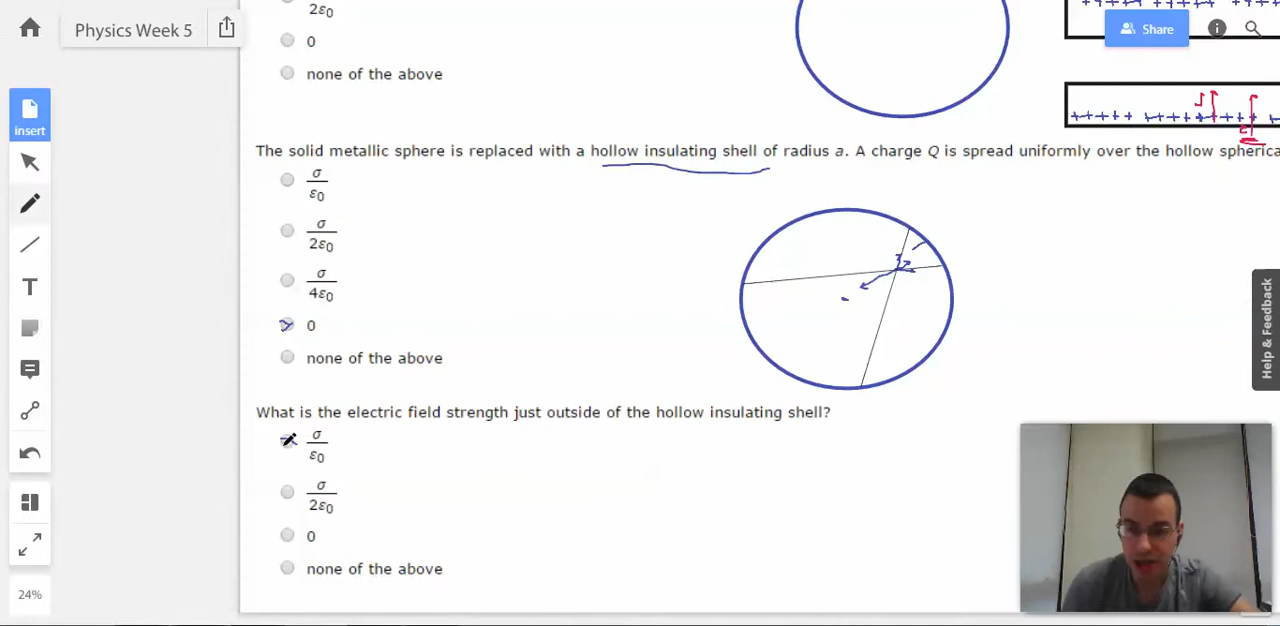 Physics Week 5
Share
insert
T
Help & Feedback
24%
2ε0
0
none of the above
The solid metallic sphere is replaced with a hollow insulating shell of radius a. A charge Q is spread uniformly over the hollow spherica
σ
ε0
σ
2ε0
σ
4ε0
0
none of the above
What is the electric field strength just outside of the hollow insulating shell?
σ
ε0
σ
2ε0
0
none of the above